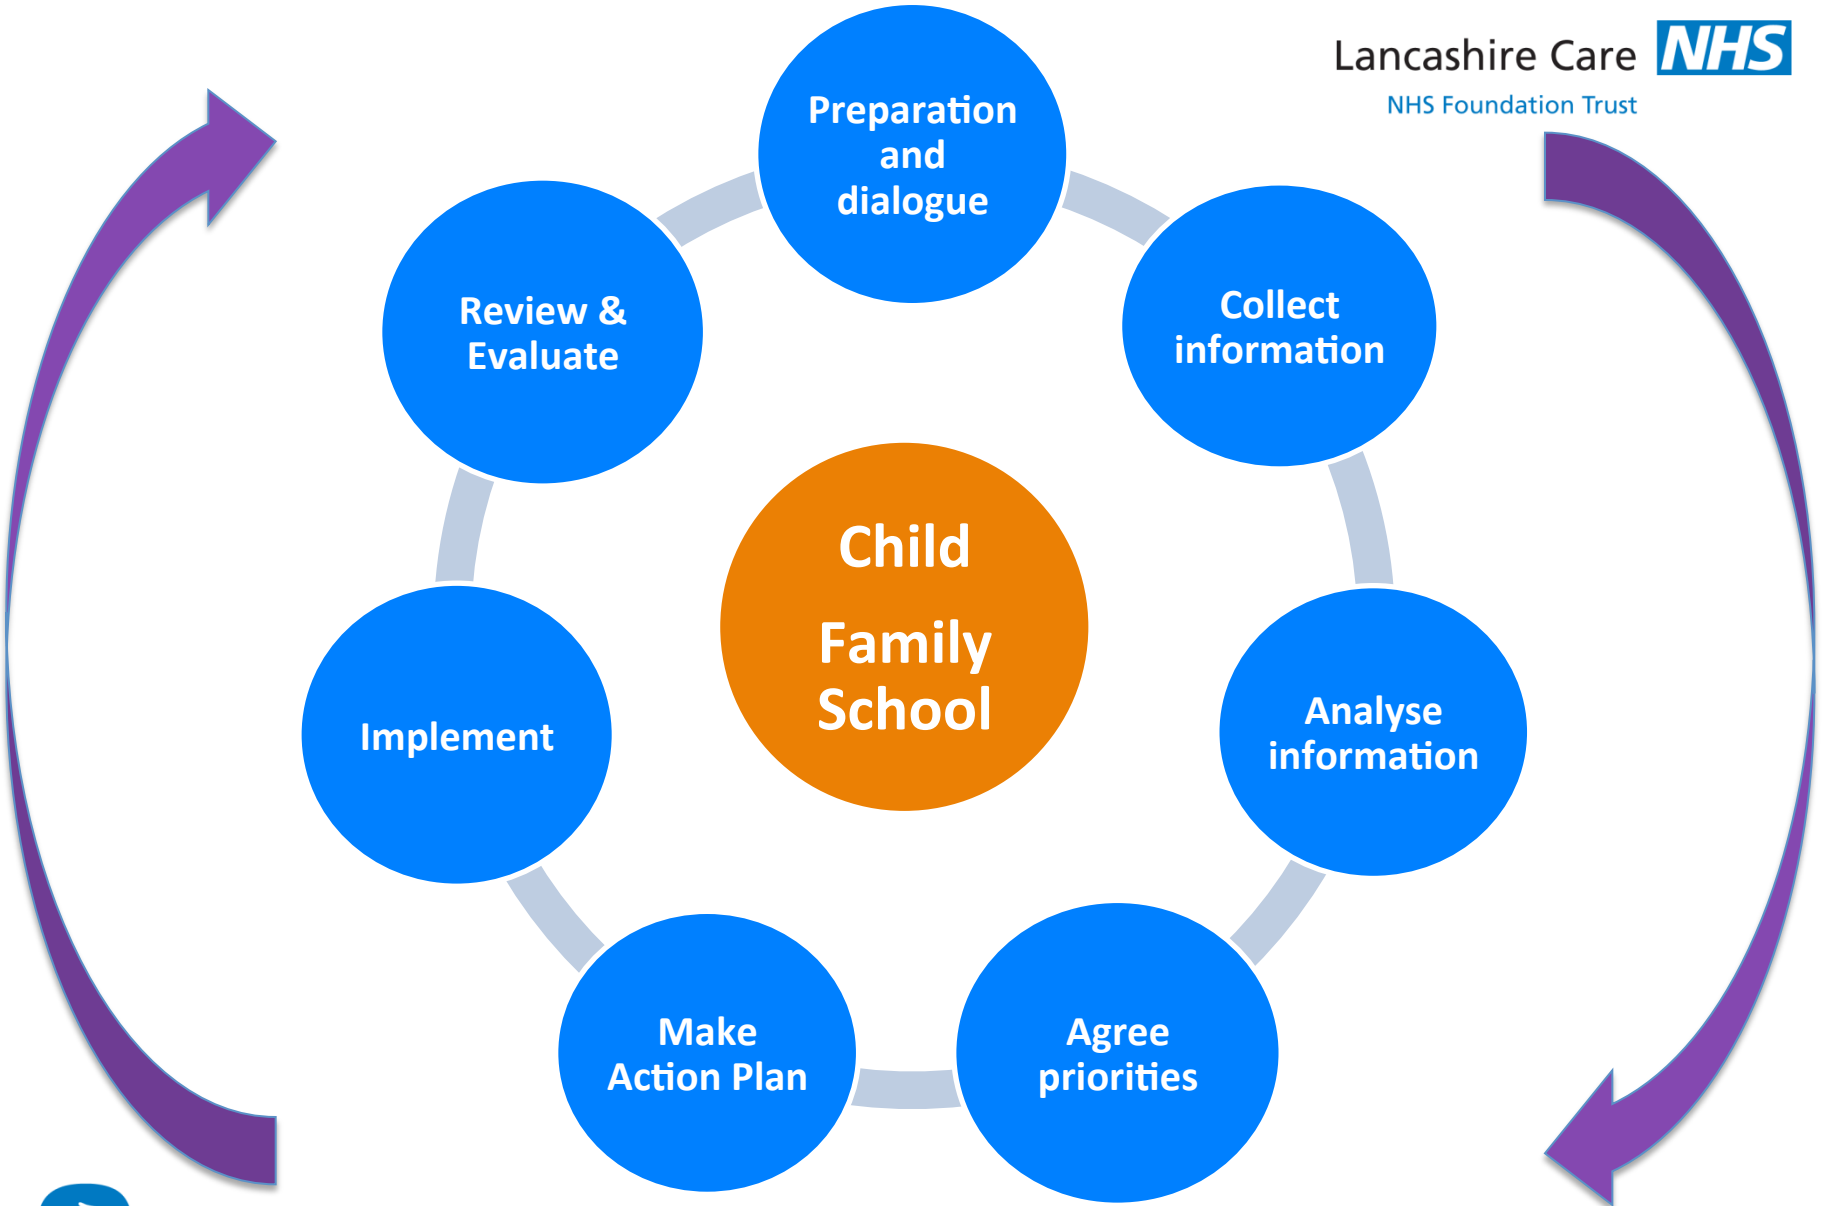 Lancashire Care NHS
NHS Foundation Trust
Preparation
and
dialogue
Collect
information
Analyse
information
Agree
priorities
Make
Action Plan
Implement
Review &
Evaluate
Child
Family
School